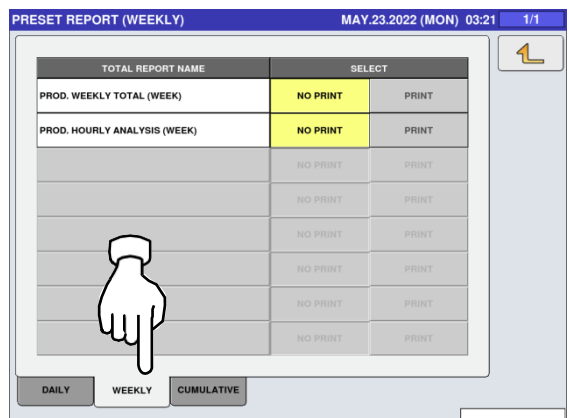 PRESET REPORT (WEEKLY) MAY.23.2022 (MON) 03:21 1/1
TOTAL REPORT NAME SELECT
PROD. WEEKLY TOTAL (WEEK) NO PRINT PRINT
PROD. HOURLY ANALYSIS (WEEK) NO PRINT PRINT
NO PRINT PRINT
NO PRINT PRINT
NO PRINT PRINT
NO PRINT PRINT
NO PRINT PRINT
NO PRINT PRINT
DAILY WEEKLY CUMULATIVE